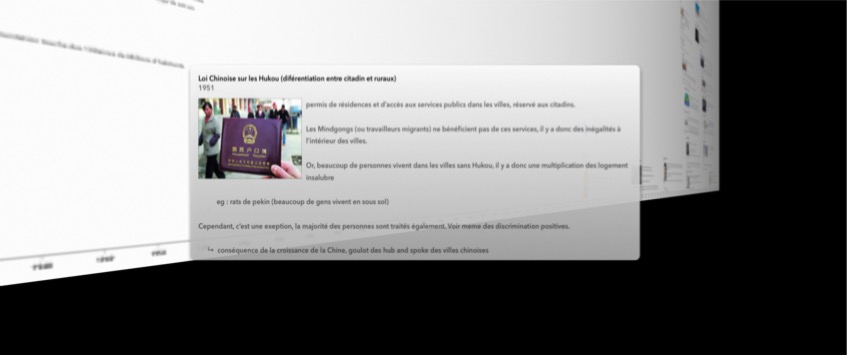 Loi Chinoise sur les Hukou (diférentiation entre citadin et ruraux)
1951
permis de résidences et d'accès aux services publics dans les villes, réservé aux citadins.
Les Mindgongs (ou travailleurs migrants) ne bénéficient pas de ces services, il y a donc des inégalités à
l'intérieur des villes.
Or, beaucoup de personnes vivent dans les villes sans Hukou, il y a donc une multiplication des logement
insalubre
eg : rats de pekin (beaucoup de gens vivent en sous sol)
Cependant, c'est une exeption, la majorité des personnes sont traités également. Voir meme des discrimination positives.
↳ conséquence de la croissance de la Chine, goulot des hub and spoke des villes chinoises